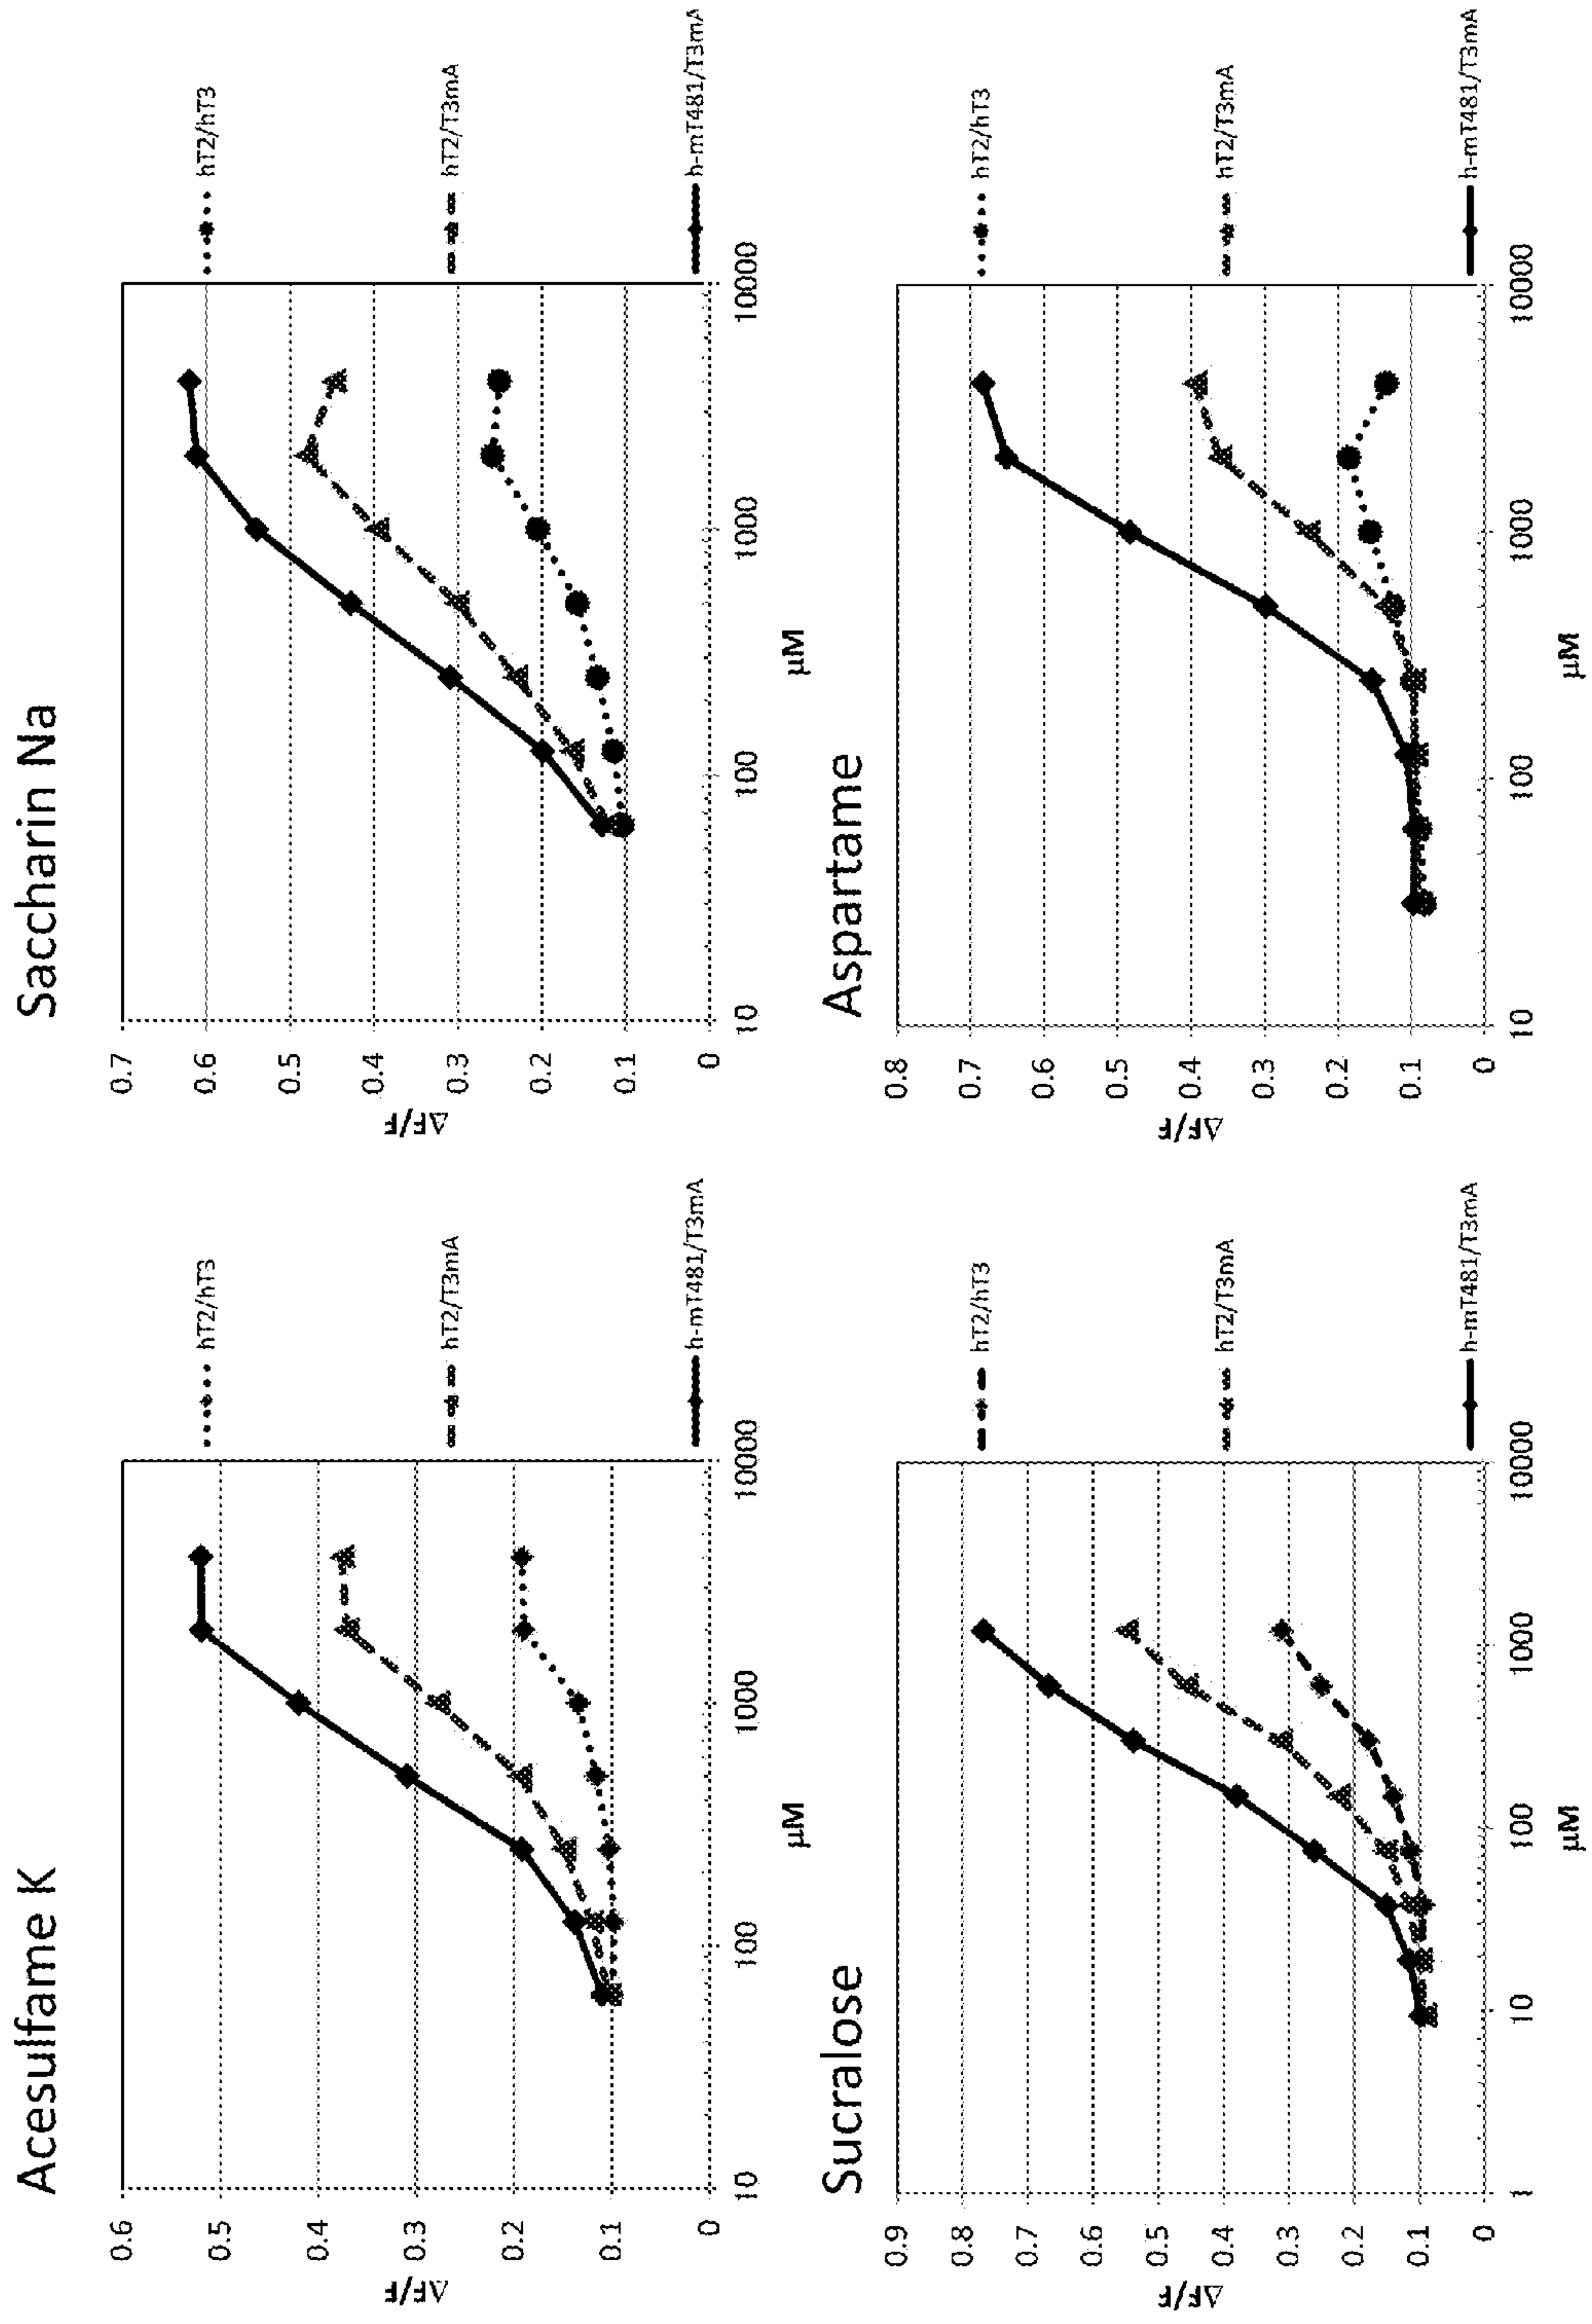 Acesulfame K
ΔF/F
0.6
0.5
0.4
0.3
0.2
0.1
0
10
100
1000
10000
μM
hT2/hT3
hT2/T3mA
h-mT481/T3mA
Saccharin Na
ΔF/F
0.7
0.6
0.5
0.4
0.3
0.2
0.1
0
10
100
1000
10000
μM
hT2/hT3
hT2/T3mA
h-mT481/T3mA
Sucralose
ΔF/F
0.9
0.8
0.7
0.6
0.5
0.4
0.3
0.2
0.1
0
1
10
100
1000
10000
μM
hT2/hT3
hT2/T3mA
h-mT481/T3mA
Aspartame
ΔF/F
0.8
0.7
0.6
0.5
0.4
0.3
0.2
0.1
0
10
100
1000
10000
μM
hT2/hT3
hT2/T3mA
h-mT481/T3mA